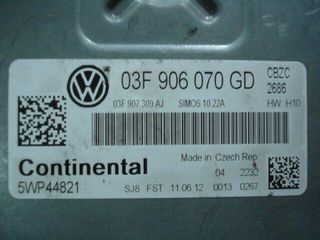 03F 906 070 GD
CBZC
2686
03F 907.309 AJ SIMOS 10.22A
HW H10
Made in Czech Rep
Continental
04 2232
5WP44821
SJ8 FST 11 06 12 0013 0267